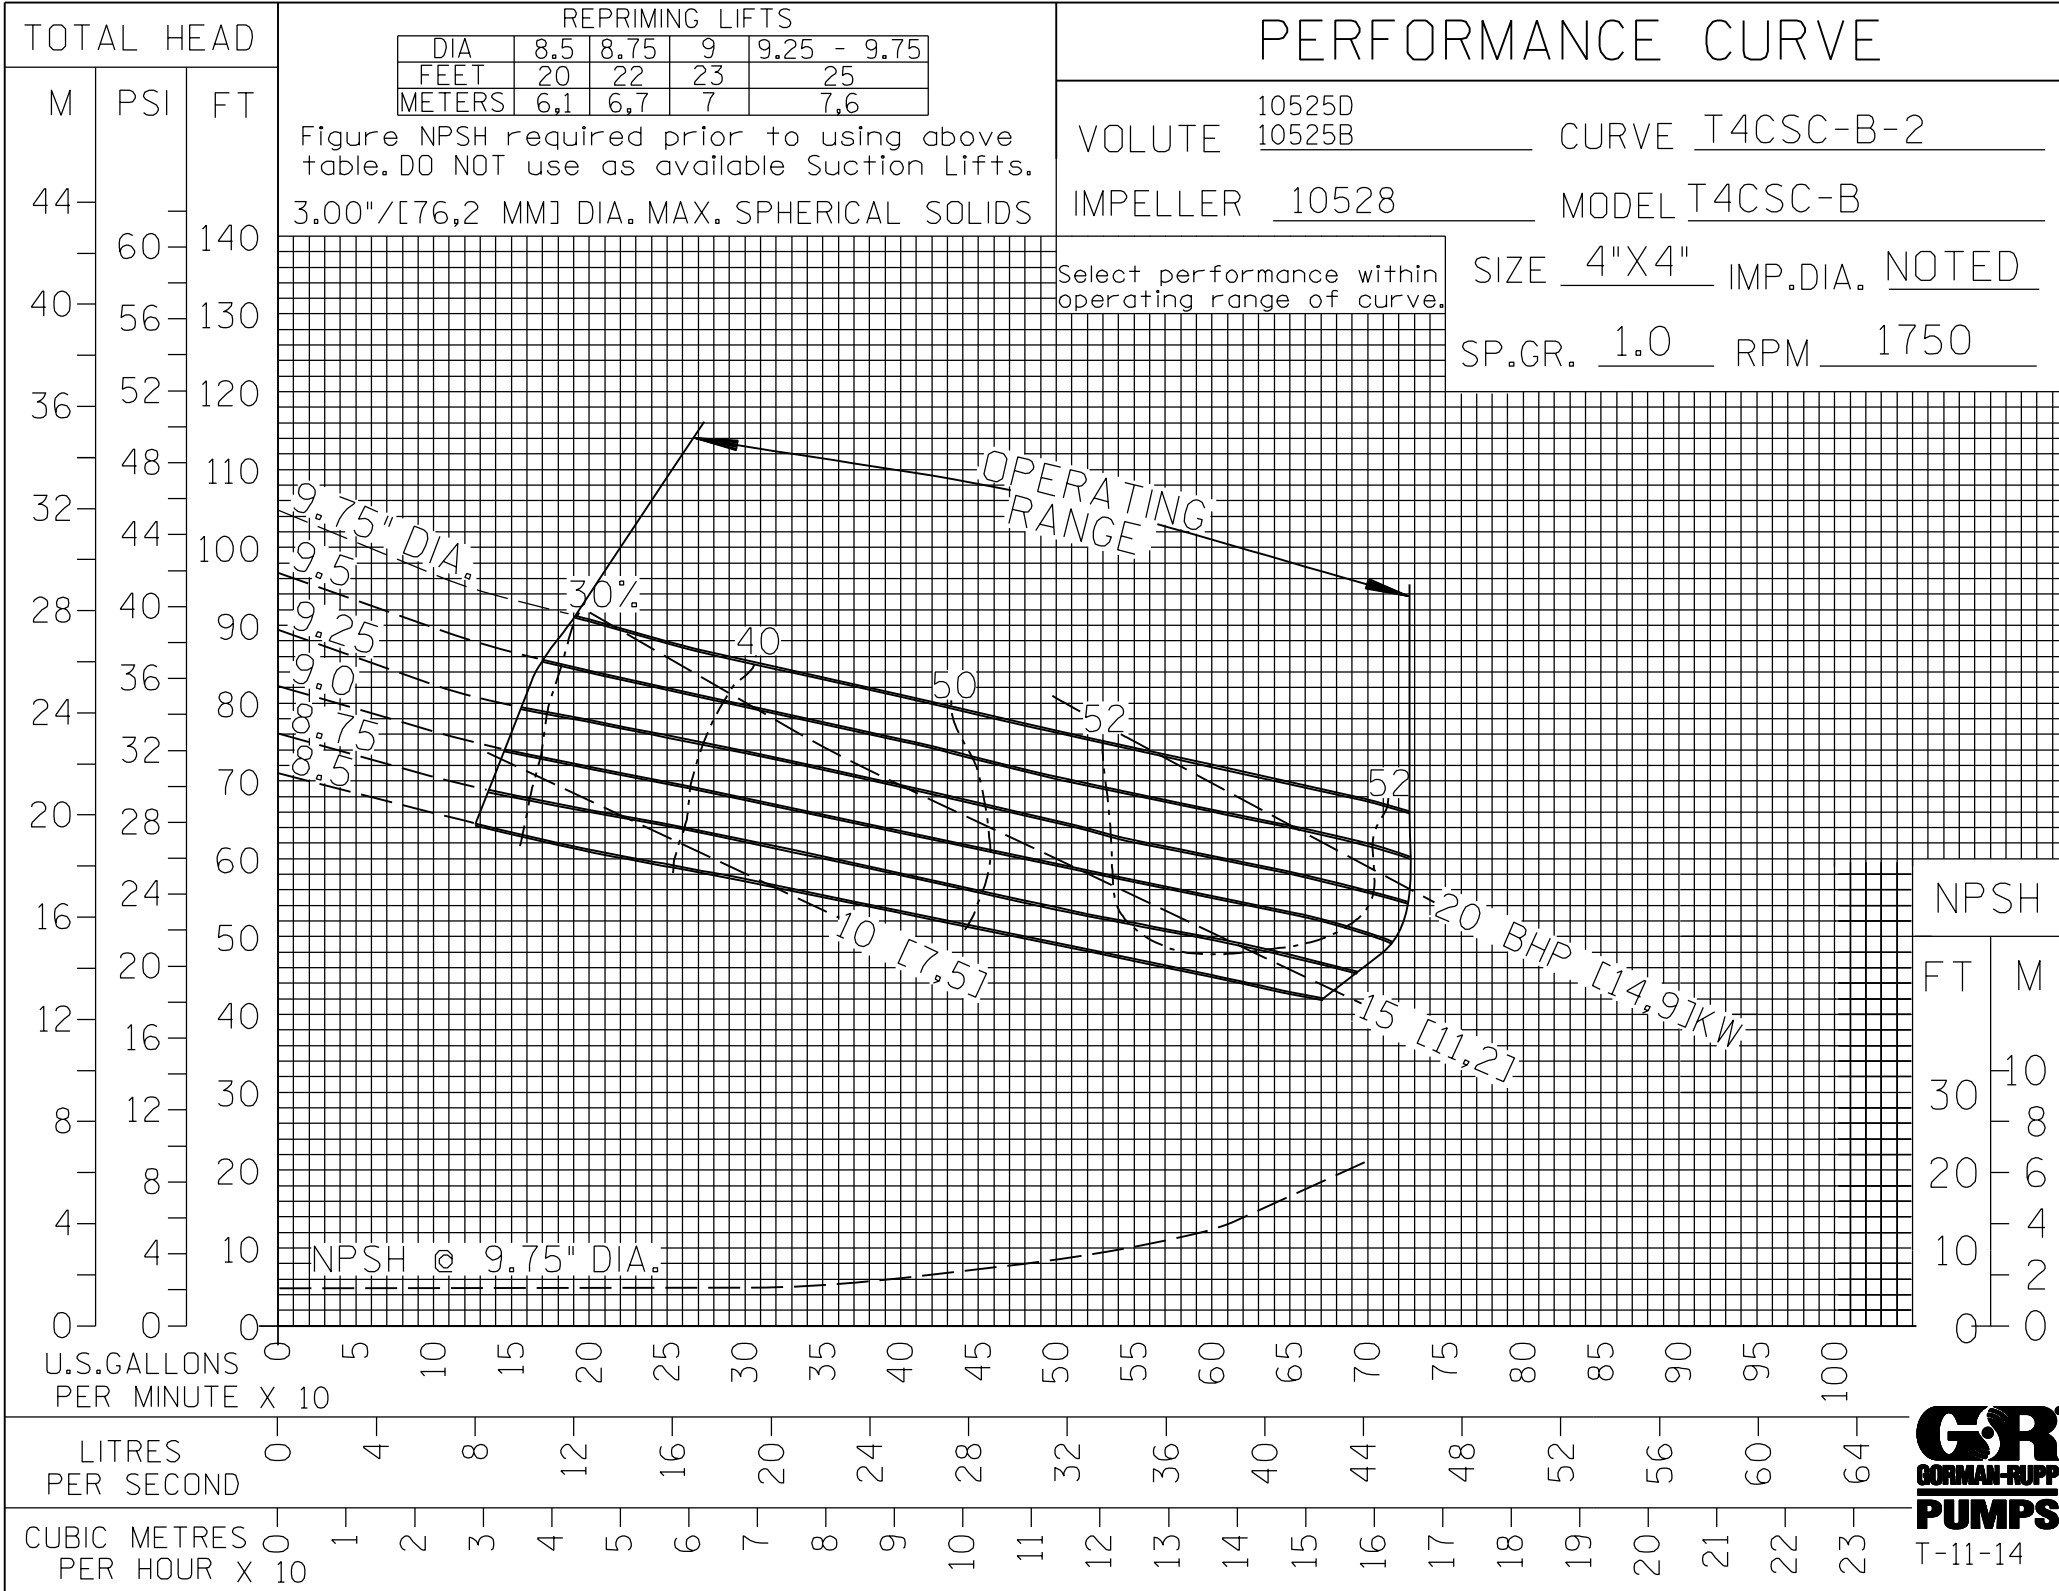 TOTAL HEAD
M PSI FT
44
40
36
32
28
24
20
16
12
8
4
0
60
56
52
48
44
40
36
32
28
24
20
16
12
8
4
0
140
130
120
110
100
90
80
70
60
50
40
30
20
10
0
REPRIMING LIFTS
DIA 8.5 8.75 9 9.25 - 9.75
FEET 20 22 23 25
METERS 6,1 6,7 7 7,6
Figure NPSH required prior to using above
table. DO NOT use as available Suction Lifts.
3.00"/[76,2 MM] DIA. MAX. SPHERICAL SOLIDS
PERFORMANCE CURVE
VOLUTE 10525D
10525B
CURVE T4CSC-B-2
IMPELLER 10528
MODEL T4CSC-B
Select performance within
operating range of curve.
SIZE 4"X4" IMP.DIA. NOTED
SP.GR. 1.0 RPM 1750
OPERATING
RANGE
9.75" DIA.
9.5
9.25
9.0
8.75
8.5
30%
40
50
52
52
10 [7,5]
15 [11,2]
20 BHP [14,9]KW
NPSH @ 9.75" DIA.
NPSH
FT M
30
20
10
0
10
8
6
4
2
0
U.S.GALLONS
PER MINUTE X 10
0 5 10 15 20 25 30 35 40 45 50 55 60 65 70 75 80 85 90 95 100
LITRES
PER SECOND
0 4 8 12 16 20 24 28 32 36 40 44 48 52 56 60 64
CUBIC METRES
PER HOUR X 10
0 1 2 3 4 5 6 7 8 9 10 11 12 13 14 15 16 17 18 19 20 21 22 23
GR
GORMAN-RUPP
PUMPS
T-11-14